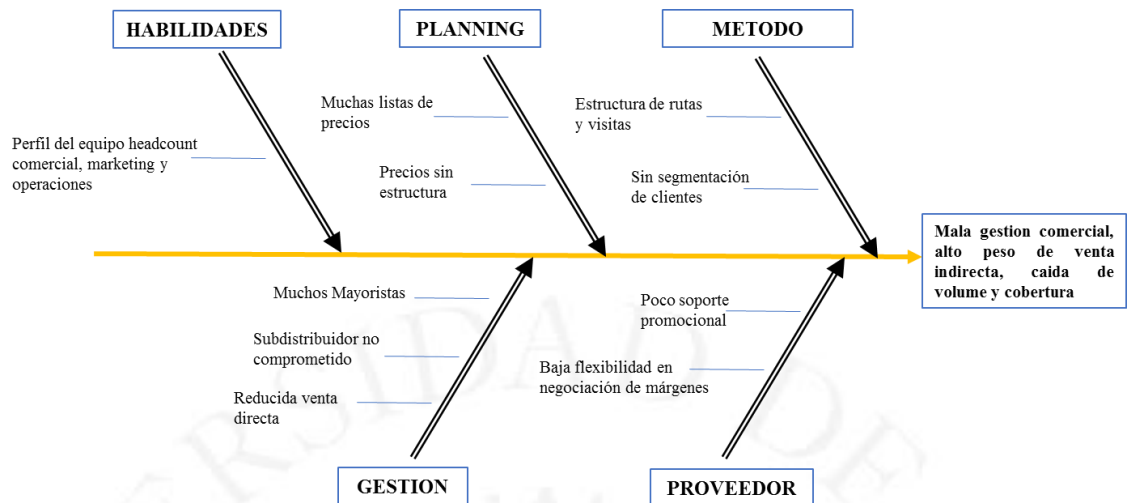 HABILIDADES
PLANNING
METODO
Muchas listas de
precios
Estructura de rutas
y visitas
Perfil del equipo headcount
comercial, marketing y
operaciones
Precios sin
estructura
Sin segmentación
de clientes
Mala gestion comercial,
alto peso de venta
indirecta, caida de
volume y cobertura
Muchos Mayoristas
Poco soporte
promocional
Subdistribuidor no
comprometido
Baja flexibilidad en
negociación de márgenes
Reducida venta
directa
GESTION
PROVEEDOR
ERSIDAD DE